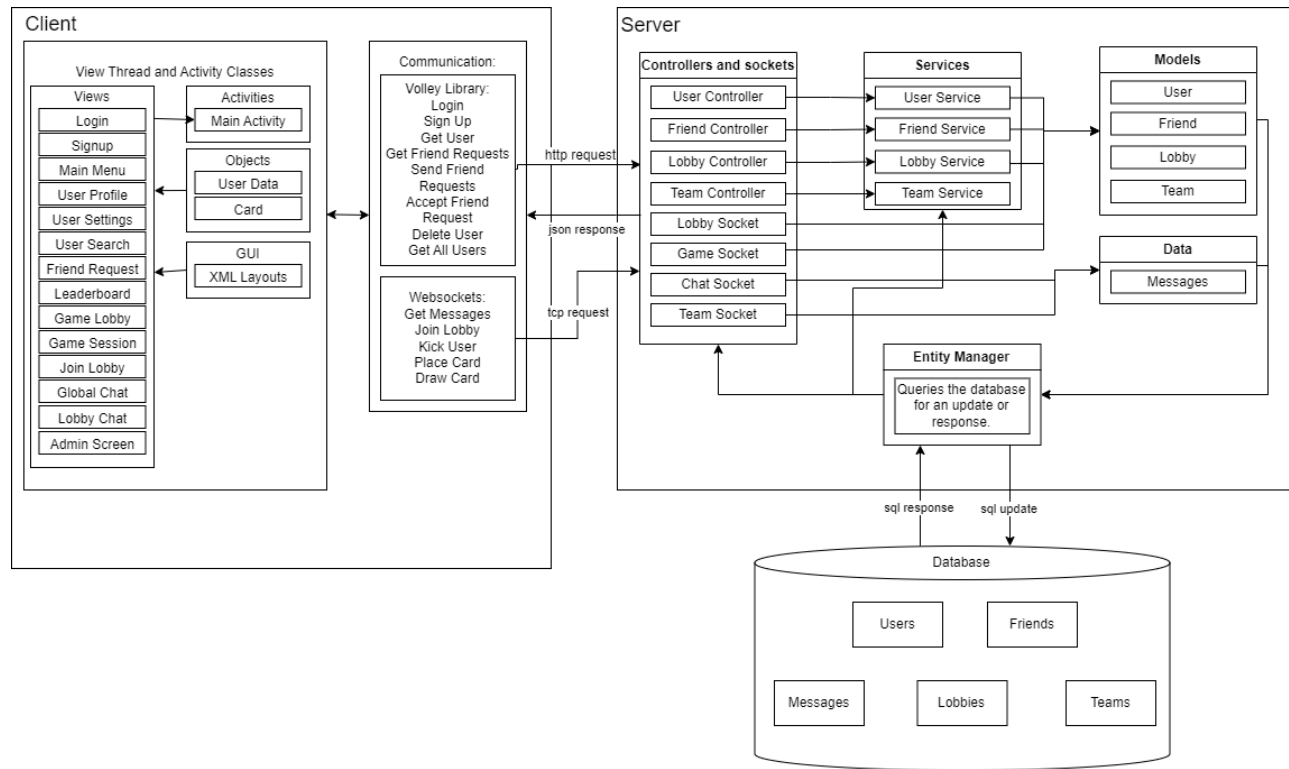 Client
View Thread and Activity Classes
Views
Login
Signup
Main Menu
User Profile
User Settings
User Search
Friend Request
Leaderboard
Game Lobby
Game Session
Join Lobby
Global Chat
Lobby Chat
Admin Screen
Activities
Main Activity
Objects
User Data
Card
GUI
XML Layouts
Communication:
Volley Library:
Login
Sign Up
Get User
Get Friend Requests
Send Friend
Requests
Accept Friend
Request
Delete User
Get All Users
Websockets:
Get Messages
Join Lobby
Kick User
Place Card
Draw Card
http request
json response
tcp request
Server
Controllers and sockets
User Controller
Friend Controller
Lobby Controller
Team Controller
Lobby Socket
Game Socket
Chat Socket
Team Socket
Services
User Service
Friend Service
Lobby Service
Team Service
Models
User
Friend
Lobby
Team
Data
Messages
Entity Manager
Queries the database
for an update or
response.
sql response
sql update
Database
Users
Friends
Messages
Lobbies
Teams